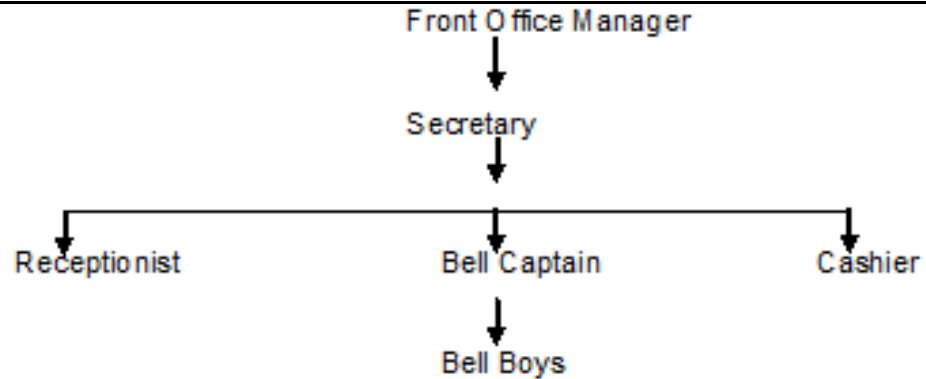 Front Office Manager
Secretary
Receptionist Bell Captain Cashier
Bell Boys